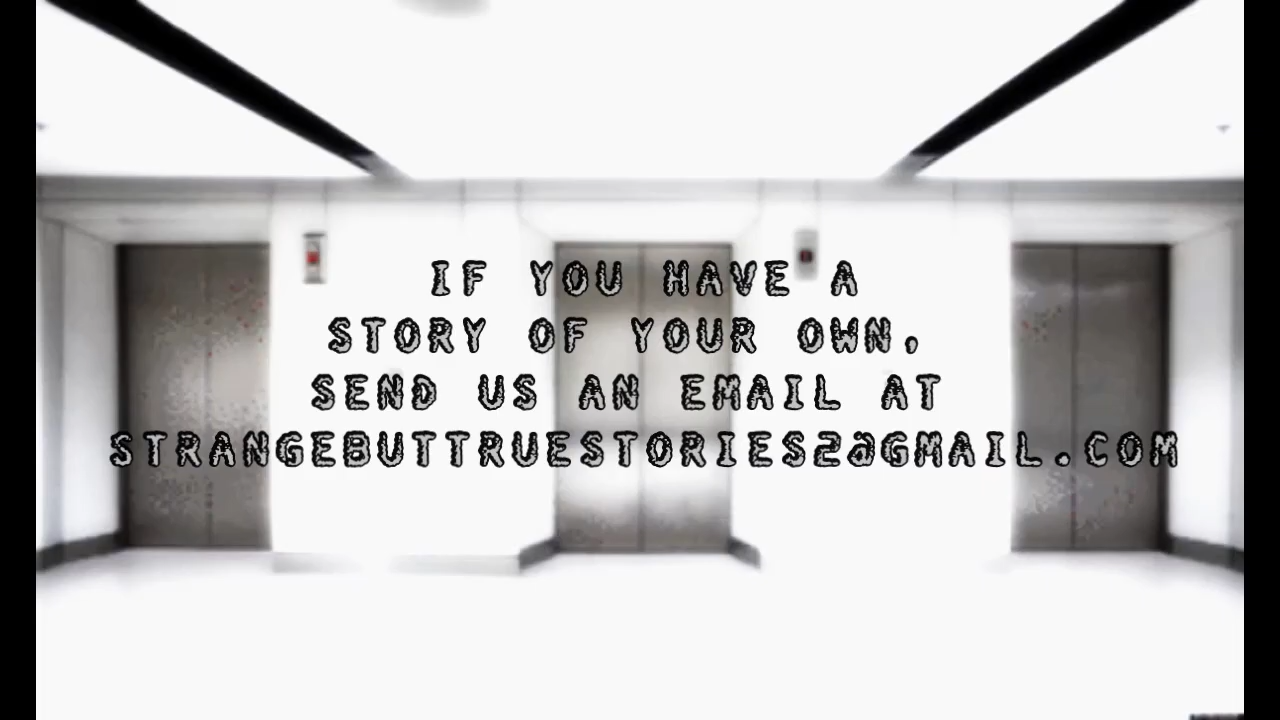 IF YOU HAVE A
STORY OF YOUR OWN,
SEND US AN EMAIL AT
STRANGEBUTTRUESTORIES2@GMAIL.COM